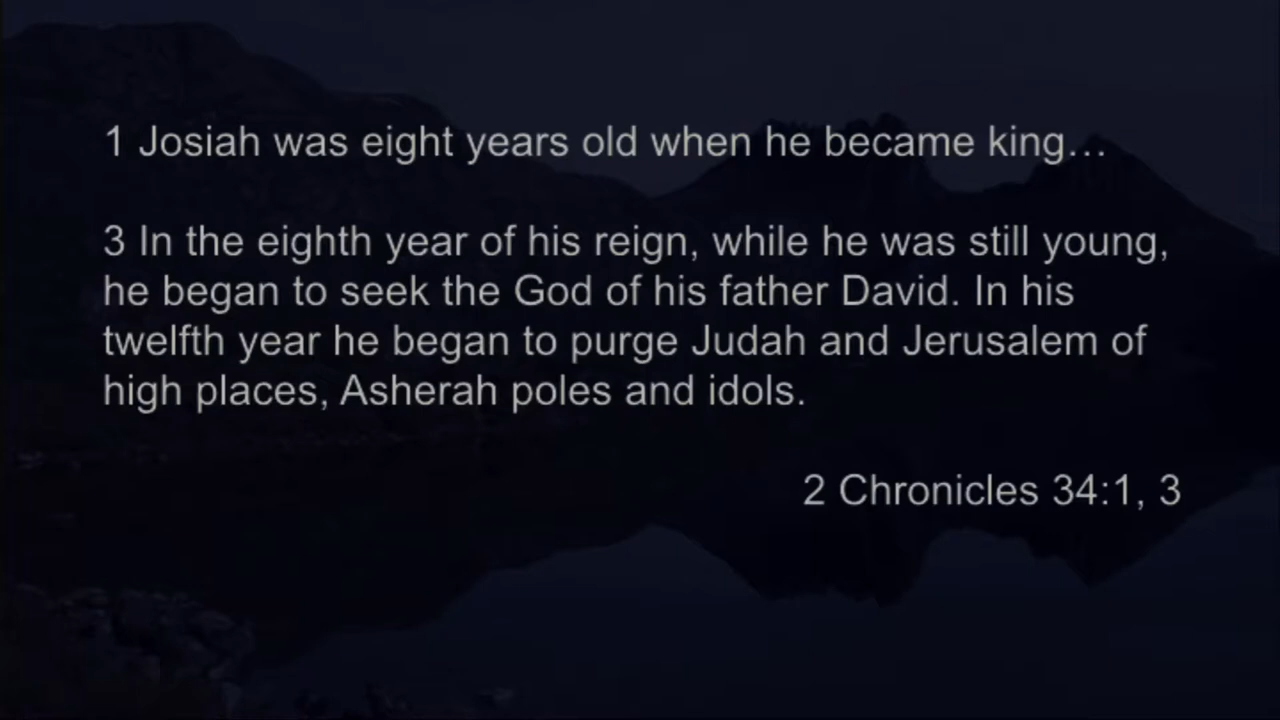 1 Josiah was eight years old when he became king…
3 In the eighth year of his reign, while he was still young,
he began to seek the God of his father David. In his
twelfth year he began to purge Judah and Jerusalem of
high places, Asherah poles and idols.
2 Chronicles 34:1, 3